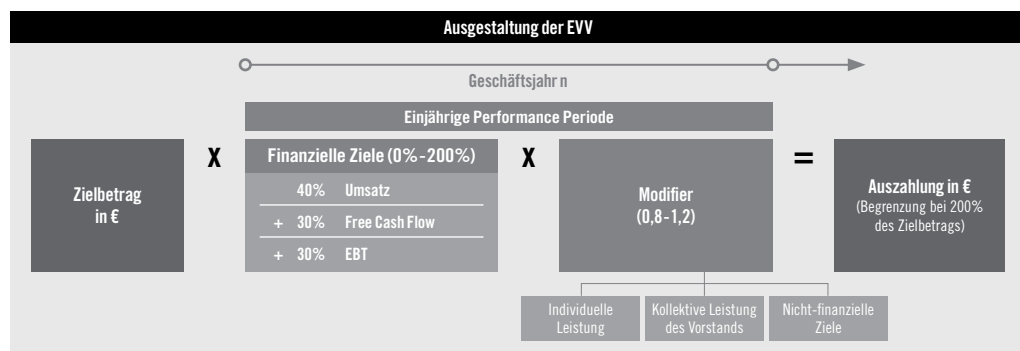 Ausgestaltung der EVV
Geschäftsjahr n
Einjährige Performance Periode
Zielbetrag
in €
X
Finanzielle Ziele (0%-200%)
40% Umsatz
+ 30% Free Cash Flow
+ 30% EBT
X
Modifier
(0,8-1,2)
=
Auszahlung in €
(Begrenzung bei 200%
des Zielbetrags)
Individuelle
Leistung
Kollektive Leistung
des Vorstands
Nicht-finanzielle
Ziele